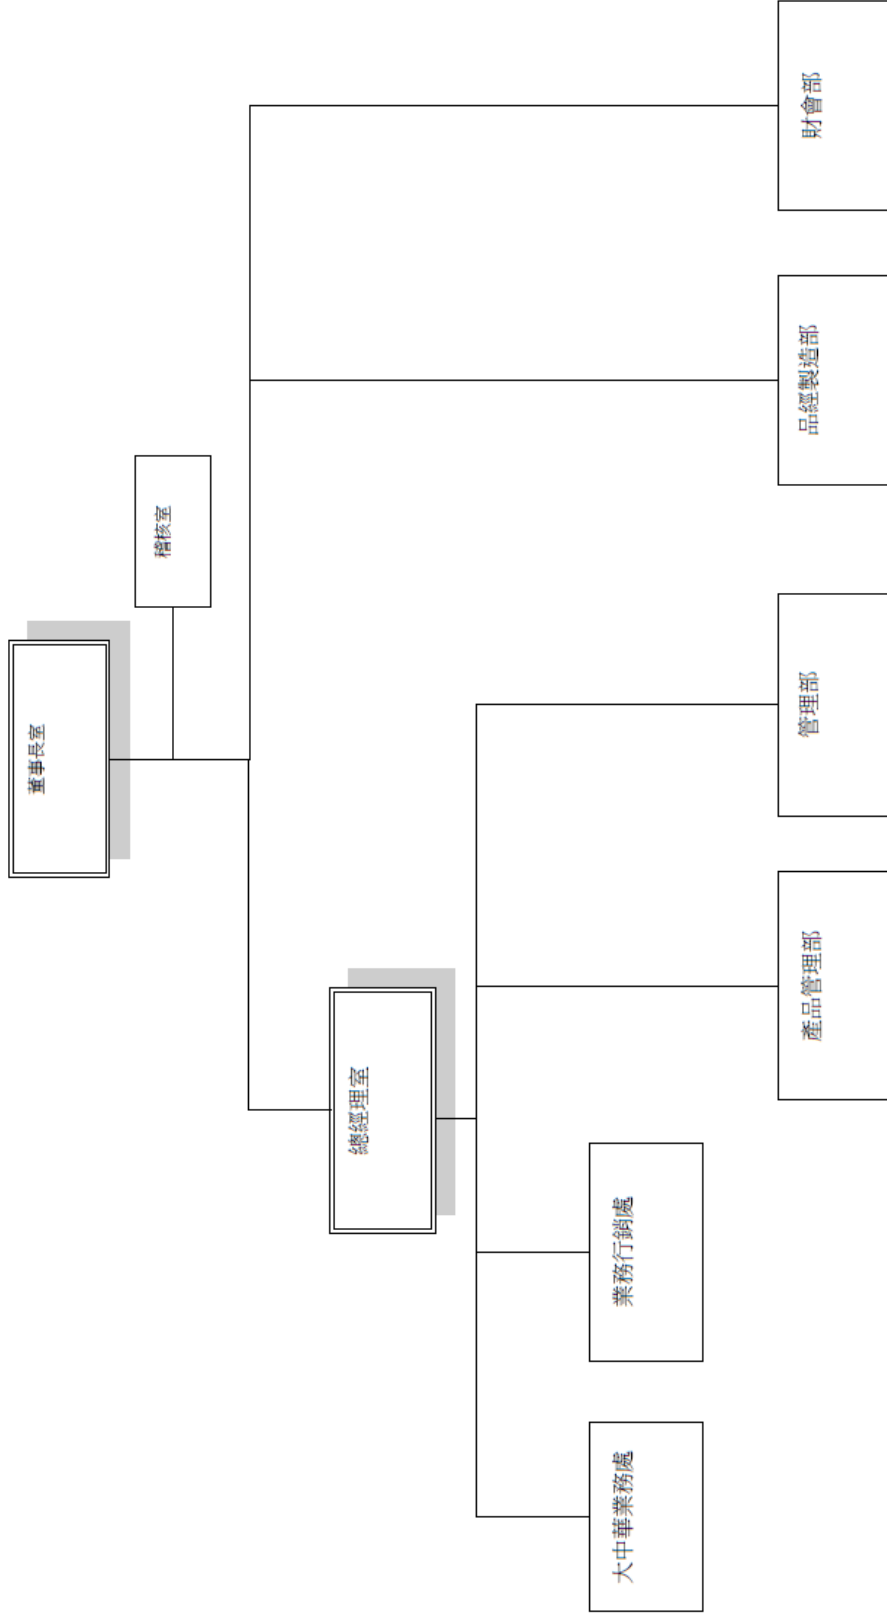 董事長室
稽核室
總經理室
大中華業務處
業務行銷處
產品管理部
管理部
品經製造部
財會部